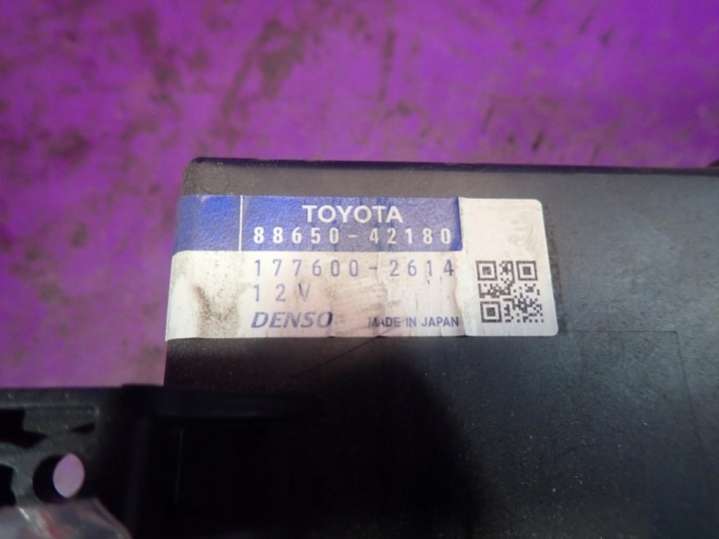 TOYOTA
88650-42180
177600-2614
12V
DENSO MADE IN JAPAN